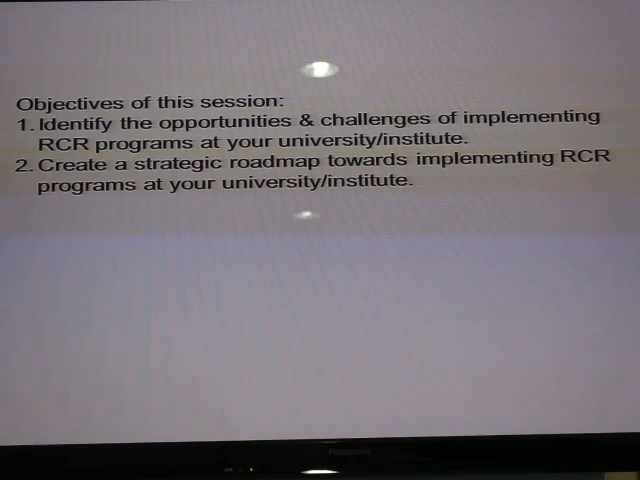 Objectives of this session:
1. Identify the opportunities & challenges of implementing
RCR programs at your university/institute.
2. Create a strategic roadmap towards implementing RCR
programs at your university/institute.
Panasonic